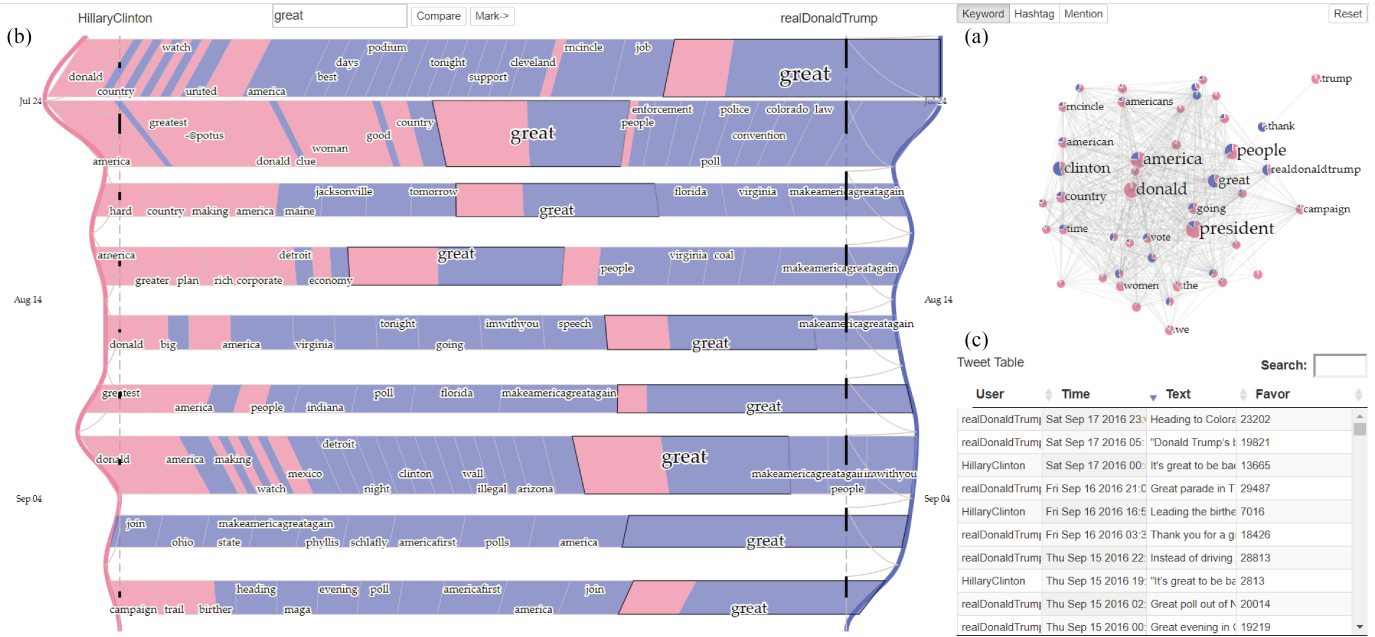 HillaryClinton
great
Compare
Mark->
realDonaldTrump
Keyword
Hashtag
Mention
Reset
(b)
watch
podium
rncincle
job
days
tonight
cleveland
donald
best
support
great
country
united
america
Jul 24
Jul 24
greatest
country
enforcement
police
colorado
law
-@potus
good
great
people
convention
woman
america
donald
clue
poll
jacksonville
tomorrow
florida
virginia
makeamericagreatagain
hard
country
making
america
maine
great
america
detroit
great
virginia
coal
people
makeamericagreatagain
greater
plan
rich
corporate
economy
Aug 14
Aug 14
tonight
imwithyou
speech
makeamericagreatagain
donald
big
america
virginia
going
great
greatest
poll
florida
makeamericagreatagain
america
people
indiana
great
detroit
donald
america
making
great
mexico
clinton
wall
makeamericagreatagain
imwithyou
watch
night
illegal
arizona
people
Sep 04
Sep 04
join
makeamericagreatagain
ohio
state
phyllis
schlafly
americafirst
polls
america
great
heading
evening
poll
americafirst
join
campaign
trail
birther
maga
america
great
(a)
trump
rncincle
americans
thank
american
america
people
clinton
realdonaldtrump
donald
great
country
going
campaign
time
president
vote
women
the
we
(c)
Tweet Table
Search:
User Time Text Favor
realDonaldTrump Sat Sep 17 2016 23: Heading to Colora 23202
realDonaldTrump Sat Sep 17 2016 05: "Donald Trump's b 19821
HillaryClinton Sat Sep 17 2016 00: It's great to be bac 13665
realDonaldTrump Fri Sep 16 2016 21:0 Great parade in T 29487
HillaryClinton Fri Sep 16 2016 16:5 Leading the birthe 7016
realDonaldTrump Fri Sep 16 2016 03:3 Thank you for a g 18426
realDonaldTrump Thu Sep 15 2016 22: Instead of driving 28813
HillaryClinton Thu Sep 15 2016 19: "It's great to be ba 2813
realDonaldTrump Thu Sep 15 2016 02: Great poll out of N 20014
realDonaldTrump Thu Sep 15 2016 00: Great evening in C 19219